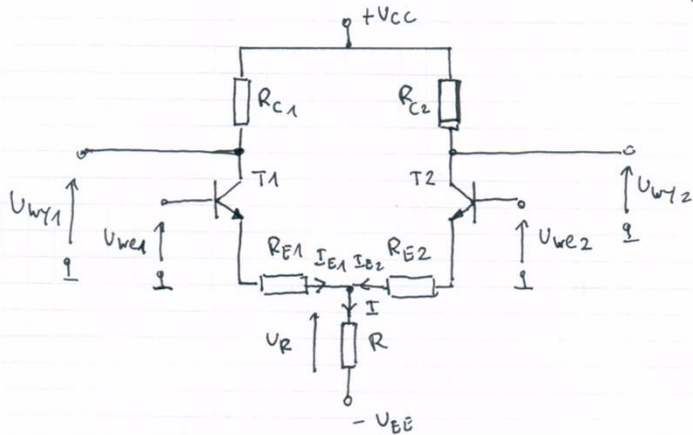 +UCC
RC1
RC2
T1
T2
UWY1
UWY2
UWE1
UWE2
RE1
IE1
IE2
RE2
I
UR
R
- UEE